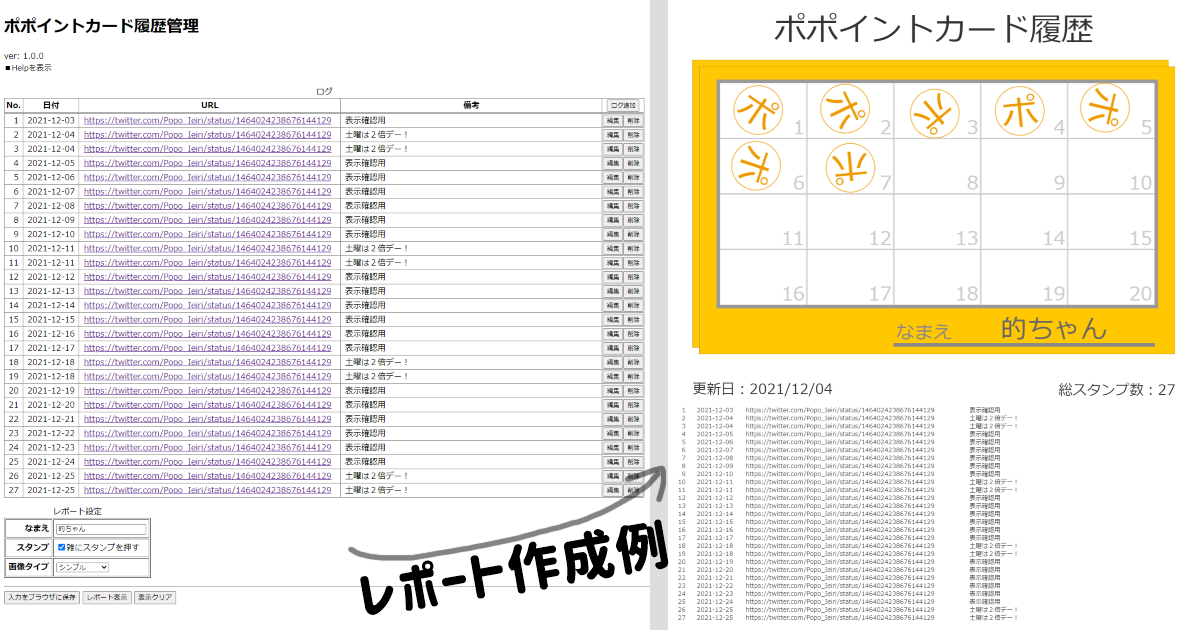 ポポイントカード履歴管理
ver: 1.0.0
■Helpを表示
ログ
No. 日付 URL 備考 ログ追加
1 2021-12-03 https://twitter.com/Popo_Ieiri/status/1464024238676144129 表示確認用 編集 削除
2 2021-12-04 https://twitter.com/Popo_Ieiri/status/1464024238676144129 土曜は２倍デー！ 編集 削除
3 2021-12-04 https://twitter.com/Popo_Ieiri/status/1464024238676144129 土曜は２倍デー！ 編集 削除
4 2021-12-05 https://twitter.com/Popo_Ieiri/status/1464024238676144129 表示確認用 編集 削除
5 2021-12-06 https://twitter.com/Popo_Ieiri/status/1464024238676144129 表示確認用 編集 削除
6 2021-12-07 https://twitter.com/Popo_Ieiri/status/1464024238676144129 表示確認用 編集 削除
7 2021-12-08 https://twitter.com/Popo_Ieiri/status/1464024238676144129 表示確認用 編集 削除
8 2021-12-09 https://twitter.com/Popo_Ieiri/status/1464024238676144129 表示確認用 編集 削除
9 2021-12-10 https://twitter.com/Popo_Ieiri/status/1464024238676144129 表示確認用 編集 削除
10 2021-12-11 https://twitter.com/Popo_Ieiri/status/1464024238676144129 土曜は２倍デー！ 編集 削除
11 2021-12-11 https://twitter.com/Popo_Ieiri/status/1464024238676144129 土曜は２倍デー！ 編集 削除
12 2021-12-12 https://twitter.com/Popo_Ieiri/status/1464024238676144129 表示確認用 編集 削除
13 2021-12-13 https://twitter.com/Popo_Ieiri/status/1464024238676144129 表示確認用 編集 削除
14 2021-12-14 https://twitter.com/Popo_Ieiri/status/1464024238676144129 表示確認用 編集 削除
15 2021-12-15 https://twitter.com/Popo_Ieiri/status/1464024238676144129 表示確認用 編集 削除
16 2021-12-16 https://twitter.com/Popo_Ieiri/status/1464024238676144129 表示確認用 編集 削除
17 2021-12-17 https://twitter.com/Popo_Ieiri/status/1464024238676144129 表示確認用 編集 削除
18 2021-12-18 https://twitter.com/Popo_Ieiri/status/1464024238676144129 土曜は２倍デー！ 編集 削除
19 2021-12-18 https://twitter.com/Popo_Ieiri/status/1464024238676144129 土曜は２倍デー！ 編集 削除
20 2021-12-19 https://twitter.com/Popo_Ieiri/status/1464024238676144129 表示確認用 編集 削除
21 2021-12-20 https://twitter.com/Popo_Ieiri/status/1464024238676144129 表示確認用 編集 削除
22 2021-12-21 https://twitter.com/Popo_Ieiri/status/1464024238676144129 表示確認用 編集 削除
23 2021-12-22 https://twitter.com/Popo_Ieiri/status/1464024238676144129 表示確認用 編集 削除
24 2021-12-23 https://twitter.com/Popo_Ieiri/status/1464024238676144129 表示確認用 編集 削除
25 2021-12-24 https://twitter.com/Popo_Ieiri/status/1464024238676144129 表示確認用 編集 削除
26 2021-12-25 https://twitter.com/Popo_Ieiri/status/1464024238676144129 土曜は２倍デー！ 編集 削除
27 2021-12-25 https://twitter.com/Popo_Ieiri/status/1464024238676144129 土曜は２倍デー！ 編集 削除
レポート設定
なまえ 的ちゃん
スタンプ 雑にスタンプを押す
画像タイプ シンプル
入力をブラウザに保存 レポート表示 表示クリア
レポート作成例
ポポイントカード履歴
ポ 1 ポ 2 ポ 3 ポ 4 ポ 5
ポ 6 ポ 7 8 9 10
11 12 13 14 15
16 17 18 19 20
なまえ 的ちゃん
更新日：2021/12/04 総スタンプ数：27
1 2021-12-03 https://twitter.com/Popo_Ieiri/status/1464024238676144129 表示確認用
2 2021-12-04 https://twitter.com/Popo_Ieiri/status/1464024238676144129 土曜は２倍デー！
3 2021-12-04 https://twitter.com/Popo_Ieiri/status/1464024238676144129 土曜は２倍デー！
4 2021-12-05 https://twitter.com/Popo_Ieiri/status/1464024238676144129 表示確認用
5 2021-12-06 https://twitter.com/Popo_Ieiri/status/1464024238676144129 表示確認用
6 2021-12-07 https://twitter.com/Popo_Ieiri/status/1464024238676144129 表示確認用
7 2021-12-08 https://twitter.com/Popo_Ieiri/status/1464024238676144129 表示確認用
8 2021-12-09 https://twitter.com/Popo_Ieiri/status/1464024238676144129 表示確認用
9 2021-12-10 https://twitter.com/Popo_Ieiri/status/1464024238676144129 表示確認用
10 2021-12-11 https://twitter.com/Popo_Ieiri/status/1464024238676144129 土曜は２倍デー！
11 2021-12-11 https://twitter.com/Popo_Ieiri/status/1464024238676144129 土曜は２倍デー！
12 2021-12-12 https://twitter.com/Popo_Ieiri/status/1464024238676144129 表示確認用
13 2021-12-13 https://twitter.com/Popo_Ieiri/status/1464024238676144129 表示確認用
14 2021-12-14 https://twitter.com/Popo_Ieiri/status/1464024238676144129 表示確認用
15 2021-12-15 https://twitter.com/Popo_Ieiri/status/1464024238676144129 表示確認用
16 2021-12-16 https://twitter.com/Popo_Ieiri/status/1464024238676144129 表示確認用
17 2021-12-17 https://twitter.com/Popo_Ieiri/status/1464024238676144129 表示確認用
18 2021-12-18 https://twitter.com/Popo_Ieiri/status/1464024238676144129 土曜は２倍デー！
19 2021-12-18 https://twitter.com/Popo_Ieiri/status/1464024238676144129 土曜は２倍デー！
20 2021-12-19 https://twitter.com/Popo_Ieiri/status/1464024238676144129 表示確認用
21 2021-12-20 https://twitter.com/Popo_Ieiri/status/1464024238676144129 表示確認用
22 2021-12-21 https://twitter.com/Popo_Ieiri/status/1464024238676144129 表示確認用
23 2021-12-22 https://twitter.com/Popo_Ieiri/status/1464024238676144129 表示確認用
24 2021-12-23 https://twitter.com/Popo_Ieiri/status/1464024238676144129 表示確認用
25 2021-12-24 https://twitter.com/Popo_Ieiri/status/1464024238676144129 表示確認用
26 2021-12-25 https://twitter.com/Popo_Ieiri/status/1464024238676144129 土曜は２倍デー！
27 2021-12-25 https://twitter.com/Popo_Ieiri/status/1464024238676144129 土曜は２倍デー！